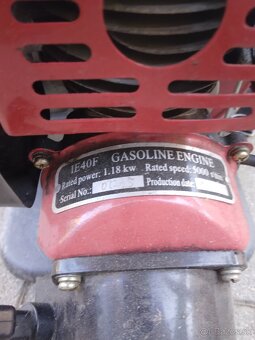 1E40F GASOLINE ENGINE
Rated power: 1.18 kw Rated speed: 5000 r/min
Serial No.: Production date: